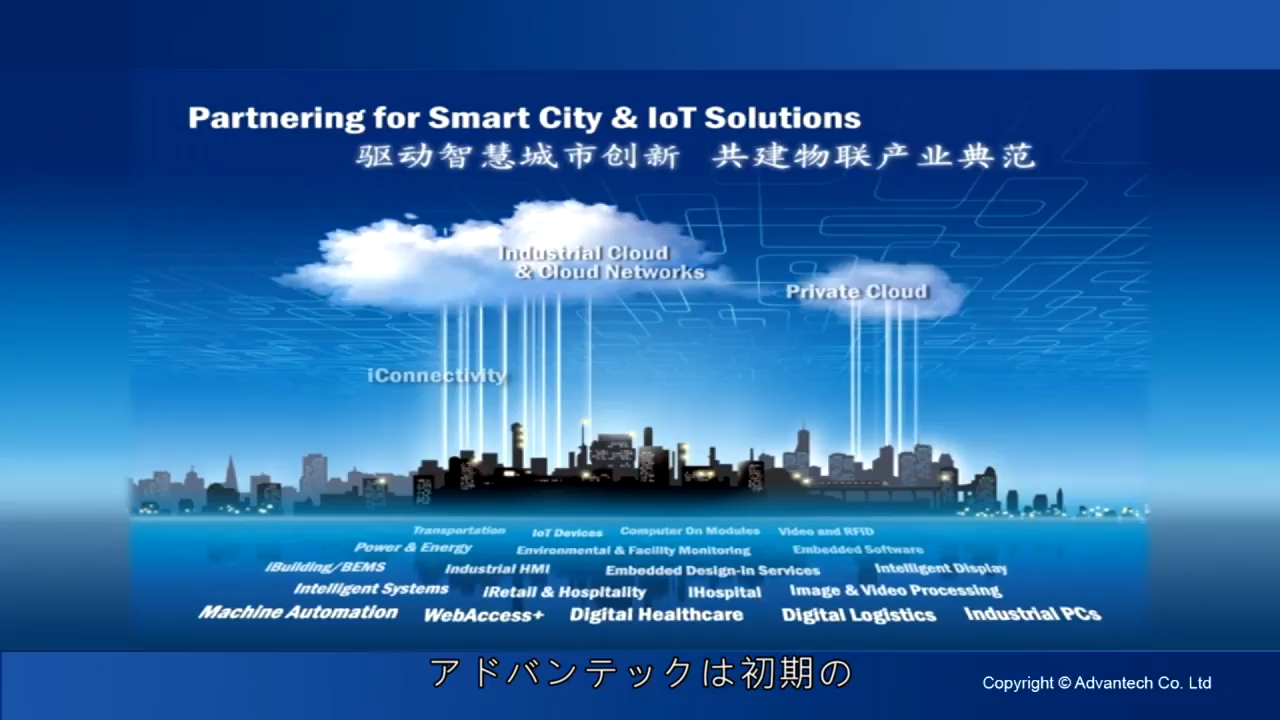 Partnering for Smart City & IoT Solutions
驱动智慧城市创新 共建物联产业典范
Industrial Cloud
& Cloud Networks
Private Cloud
iConnectivity
Transportation IoT Devices Computer On Modules Video and RFID
Power & Energy Environmental & Facility Monitoring Embedded Software
iBuilding/BEMS Industrial HMI Embedded Design-in Services Intelligent Display
Intelligent Systems iRetail & Hospitality IHospital Image & Video Processing
Machine Automation WebAccess+ Digital Healthcare Digital Logistics Industrial PCs
アドバンテックは初期の
Copyright © Advantech Co. Ltd